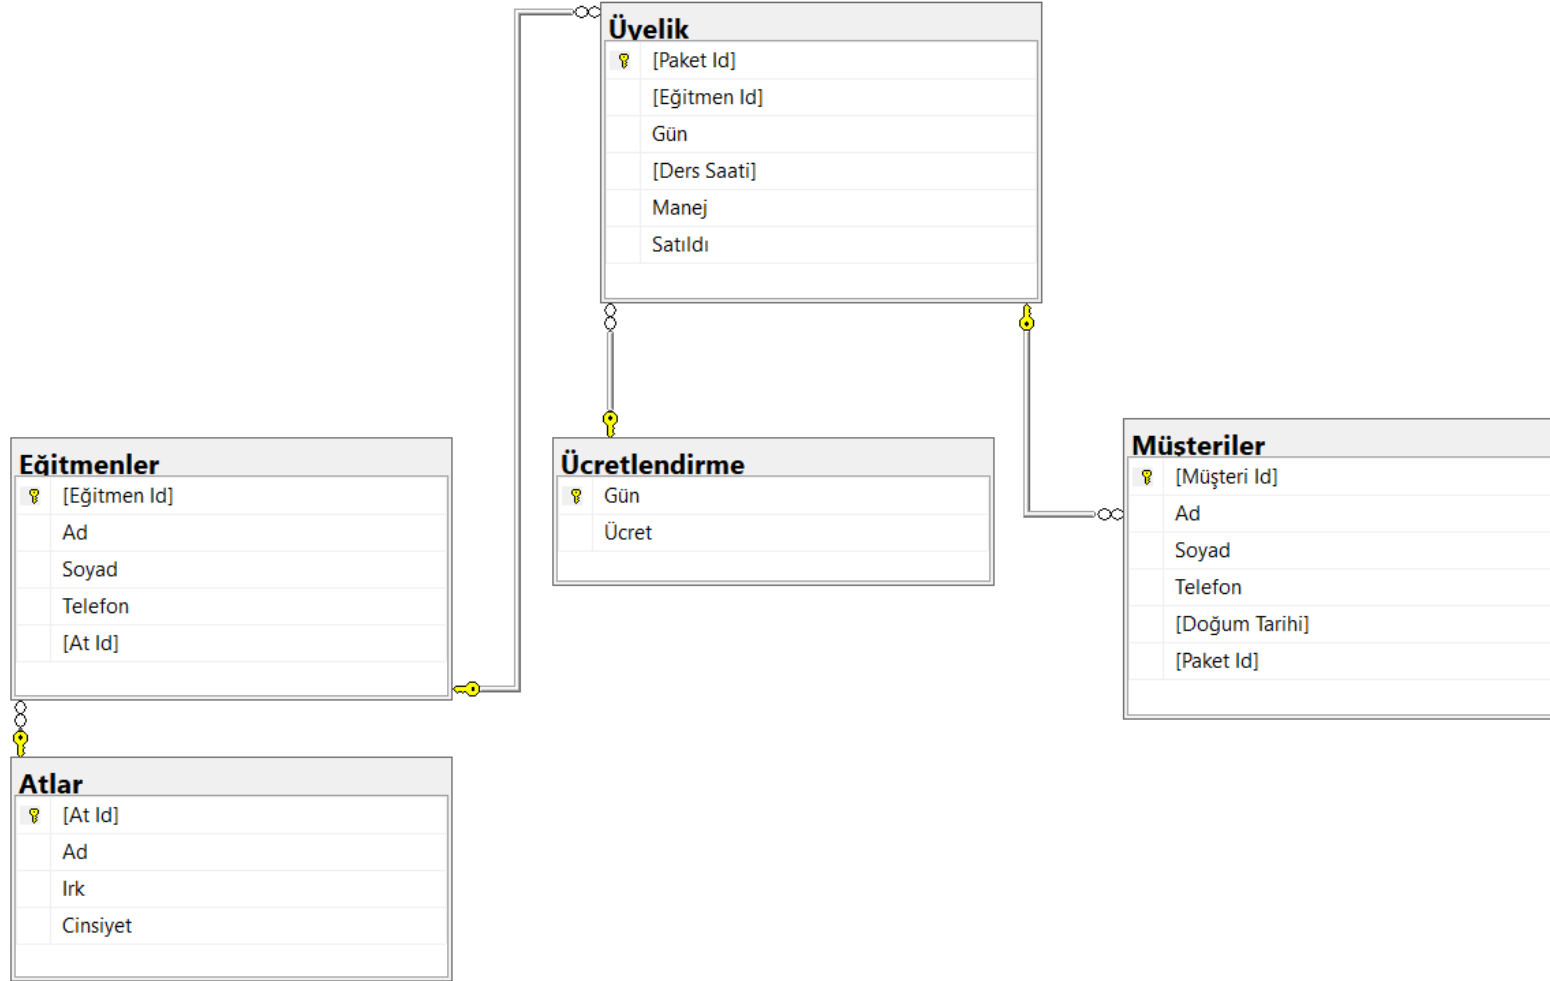 Üyelik
[Paket Id]
[Eğitmen Id]
Gün
[Ders Saati]
Manej
Satıldı
Eğitmenler
[Eğitmen Id]
Ad
Soyad
Telefon
[At Id]
Ücretlendirme
Gün
Ücret
Müşteriler
[Müşteri Id]
Ad
Soyad
Telefon
[Doğum Tarihi]
[Paket Id]
Atlar
[At Id]
Ad
Irk
Cinsiyet